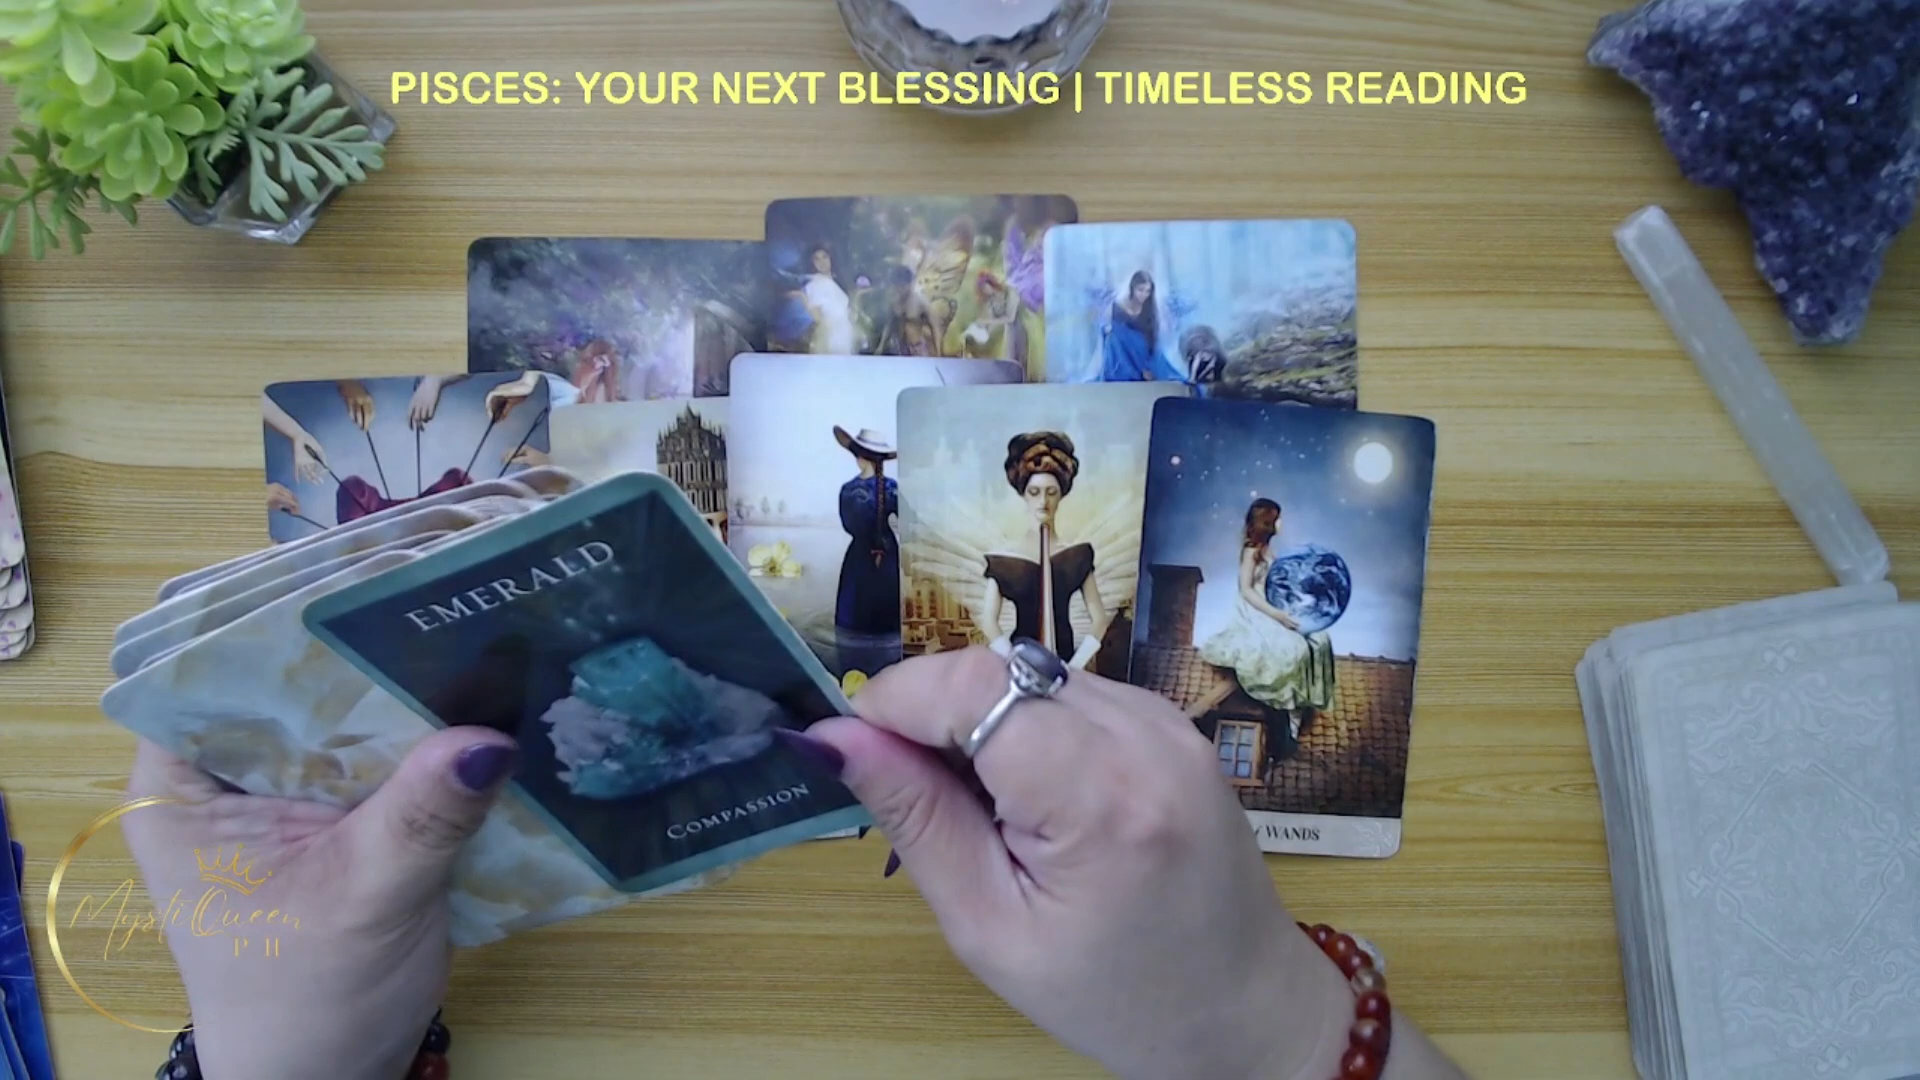 PISCES: YOUR NEXT BLESSING | TIMELESS READING
EMERALD
COMPASSION
WANDS
MystiQueen
PH